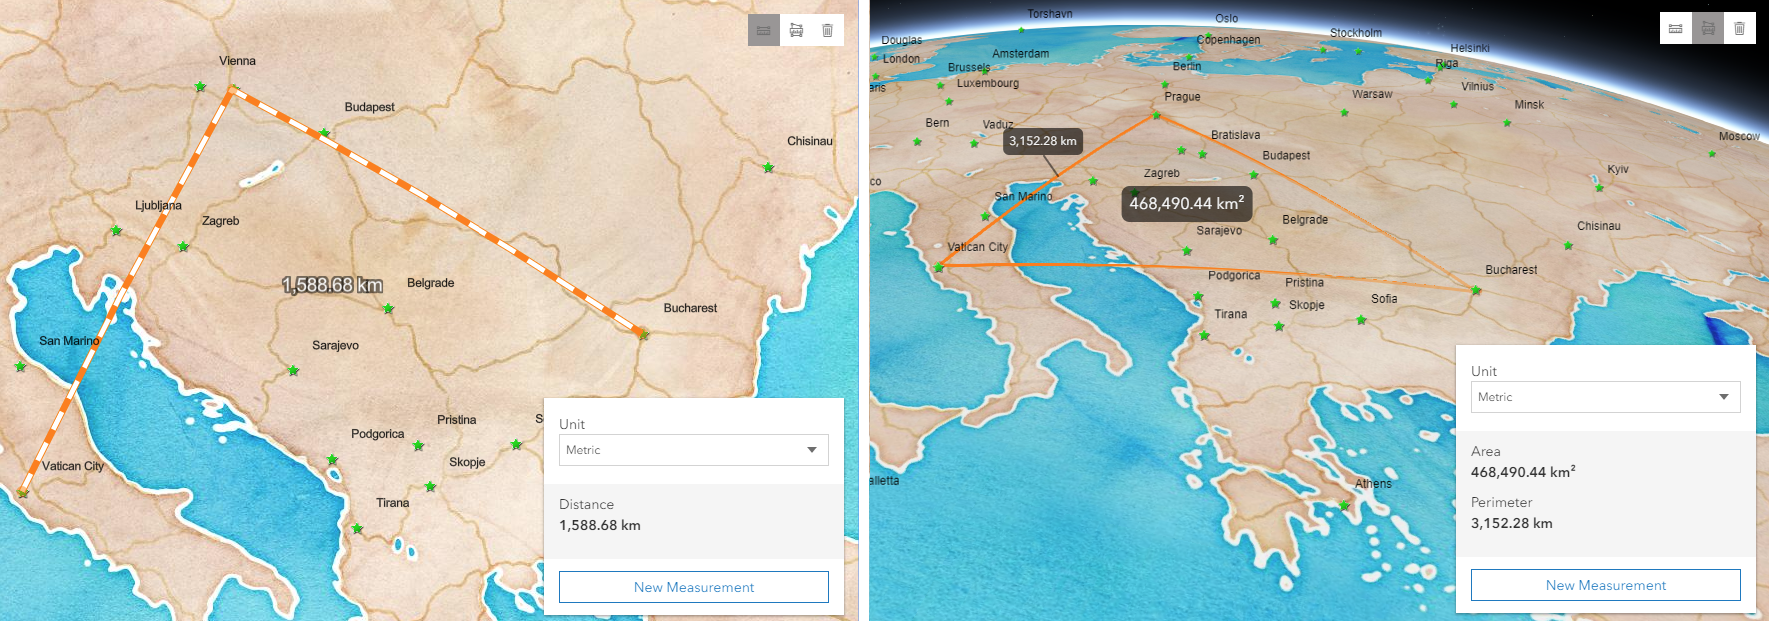 Vienna
Budapest
Chisinau
Ljubljana
Zagreb
1,588.68 km
Belgrade
Bucharest
San Marino
Sarajevo
Pristina
S
Podgorica
Skopje
Vatican City
Tirana
Unit
Metric
Distance
1,588.68 km
New Measurement
Torshavn
Oslo
Stockholm
Douglas
Copenhagen
Helsinki
London
Amsterdam
Riga
Brussels
Berlin
aris
Luxembourg
Vilnius
Prague
Warsaw
Minsk
Bern
Vaduz
Bratislava
Moscow
3,152.28 km
Budapest
Kyiv
Zagreb
co
San Marino
468,490.44 km²
Belgrade
Chisinau
Sarajevo
Vatican City
Podgorica
Pristina
Bucharest
Sofia
Skopje
Tirana
alletta
Athens
Unit
Metric
Area
468,490.44 km²
Perimeter
3,152.28 km
New Measurement